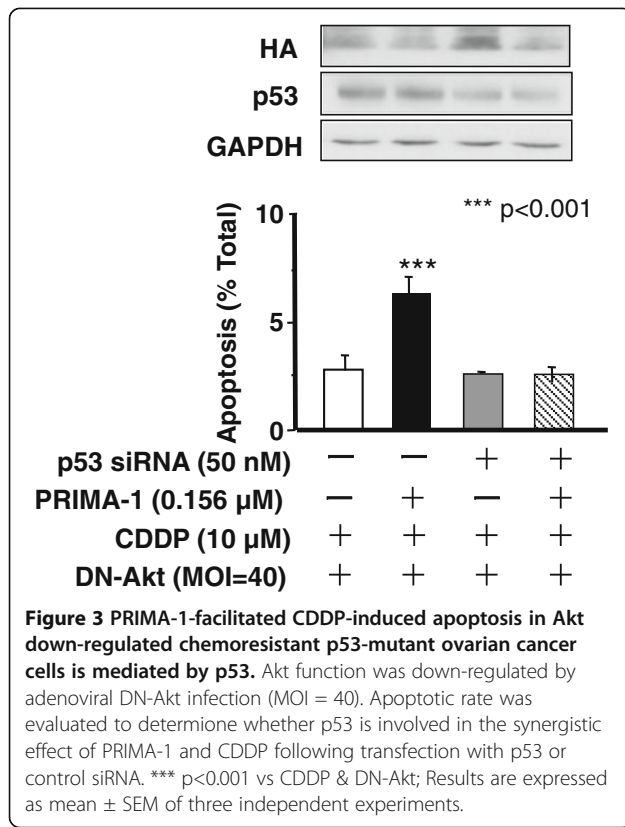 HA
p53
GAPDH
*** p<0.001
10
***
Apoptosis (% Total)
5
0
p53 siRNA (50 nM) — — + +
PRIMA-1 (0.156 µM) — + — +
CDDP (10 µM) + + + +
DN-Akt (MOI=40) + + + +
Figure 3 PRIMA-1-facilitated CDDP-induced apoptosis in Akt
down-regulated chemoresistant p53-mutant ovarian cancer
cells is mediated by p53. Akt function was down-regulated by
adenoviral DN-Akt infection (MOI = 40). Apoptotic rate was
evaluated to determione whether p53 is involved in the synergistic
effect of PRIMA-1 and CDDP following transfection with p53 or
control siRNA. *** p<0.001 vs CDDP & DN-Akt; Results are expressed
as mean ± SEM of three independent experiments.